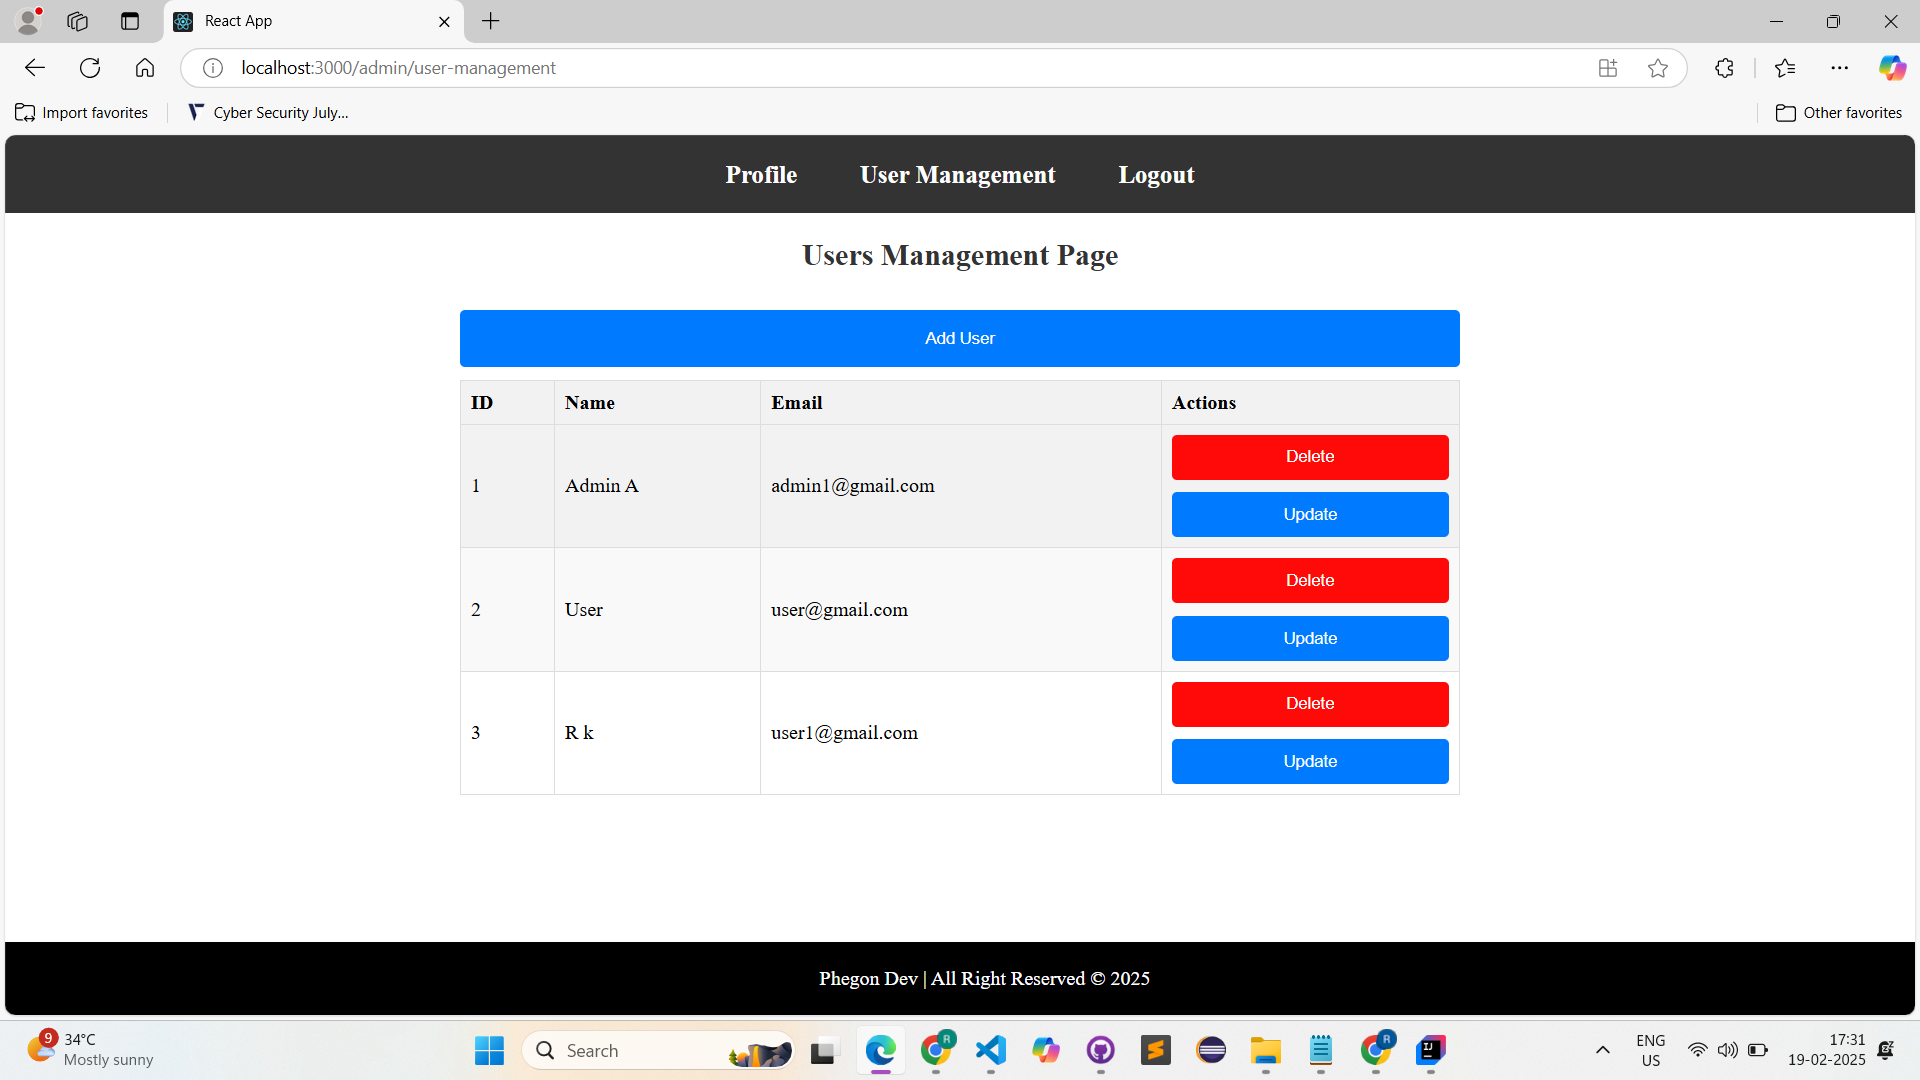 React App
localhost:3000/admin/user-management
Import favorites
Cyber Security July...
Other favorites
Profile
User Management
Logout
Users Management Page
Add User
ID Name Email Actions
1 Admin A admin1@gmail.com
Delete
Update
2 User user@gmail.com
Delete
Update
3 R k user1@gmail.com
Delete
Update
Phegon Dev | All Right Reserved © 2025
9
34°C
Mostly sunny
Search
R
R
IJ
ENG
US
17:31
19-02-2025